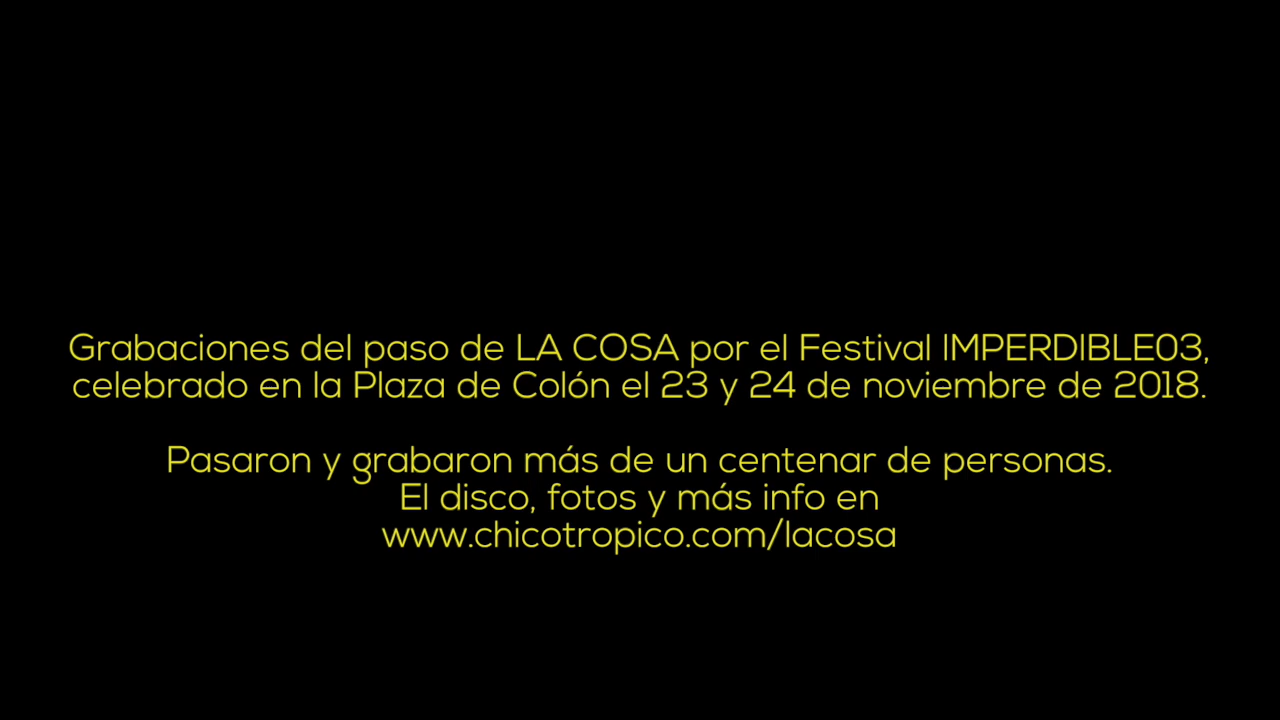 Grabaciones del paso de LA COSA por el Festival IMPERDIBLE03,
celebrado en la Plaza de Colón el 23 y 24 de noviembre de 2018.
Pasaron y grabaron más de un centenar de personas.
El disco, fotos y más info en
www.chicotropico.com/lacosa